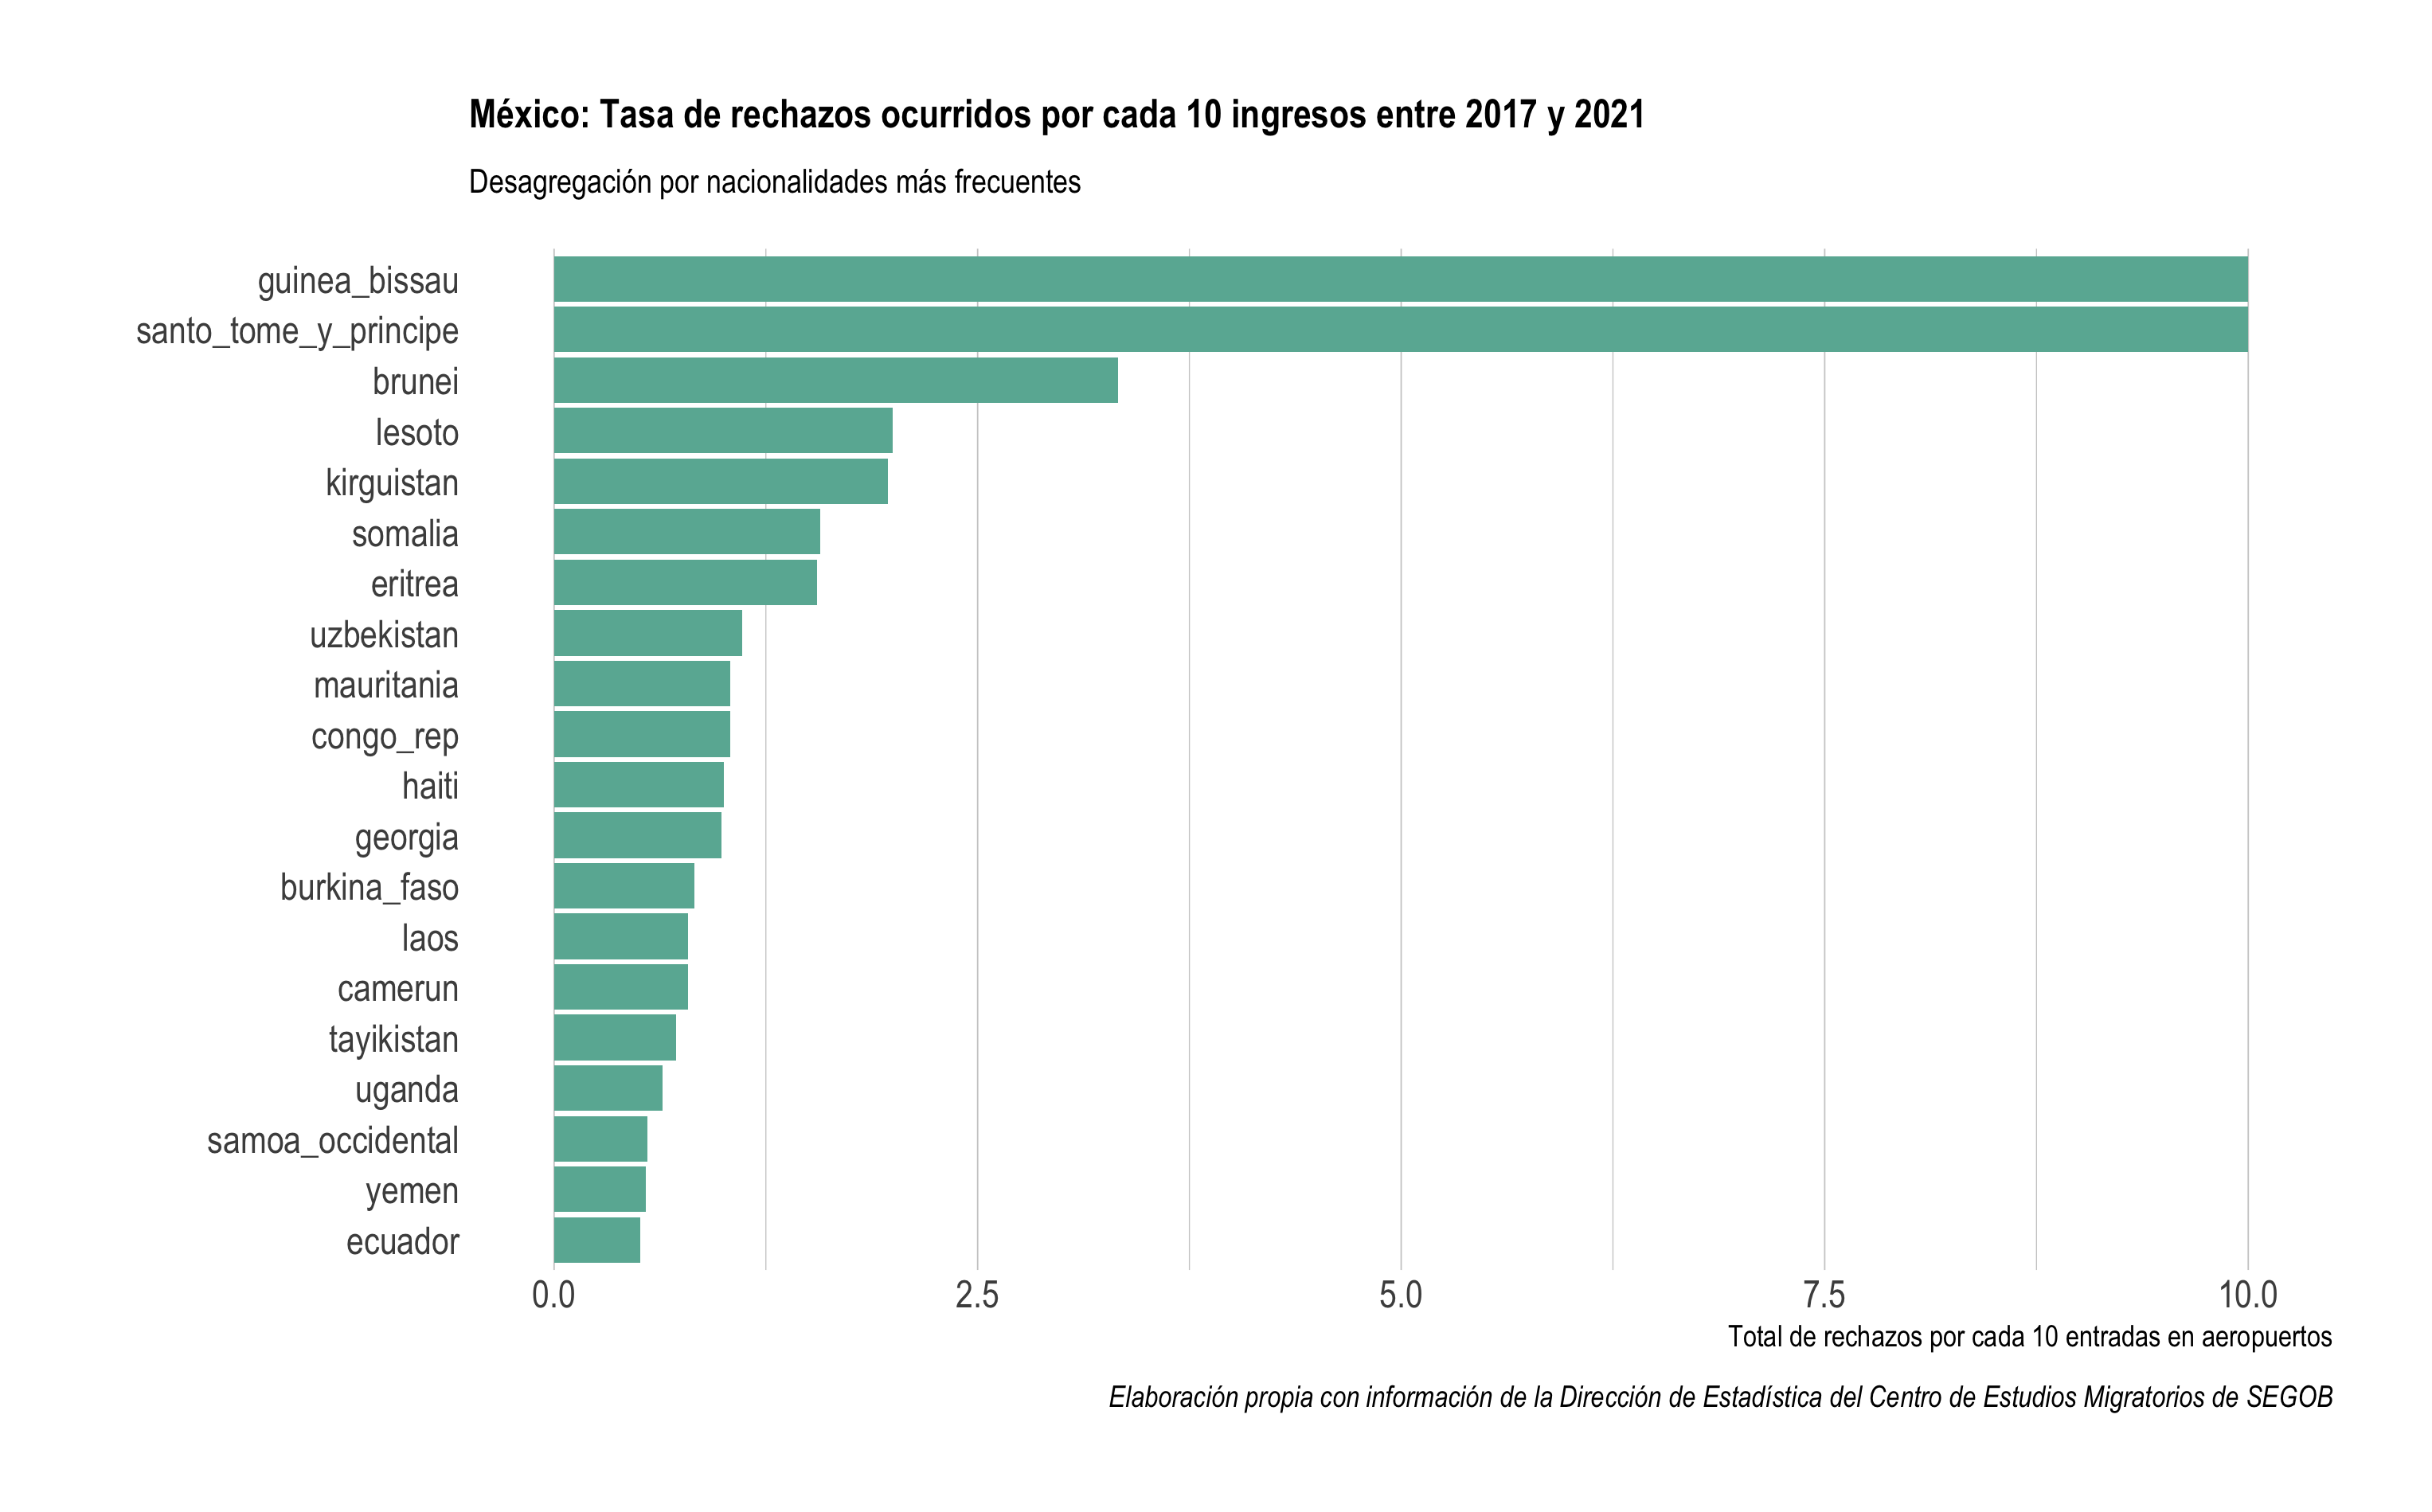 México: Tasa de rechazos ocurridos por cada 10 ingresos entre 2017 y 2021
Desagregación por nacionalidades más frecuentes
guinea_bissau
santo_tome_y_principe
brunei
lesoto
kirguistan
somalia
eritrea
uzbekistan
mauritania
congo_rep
haiti
georgia
burkina_faso
laos
camerun
tayikistan
uganda
samoa_occidental
yemen
ecuador
0.0 2.5 5.0 7.5 10.0
Total de rechazos por cada 10 entradas en aeropuertos
Elaboración propia con información de la Dirección de Estadística del Centro de Estudios Migratorios de SEGOB